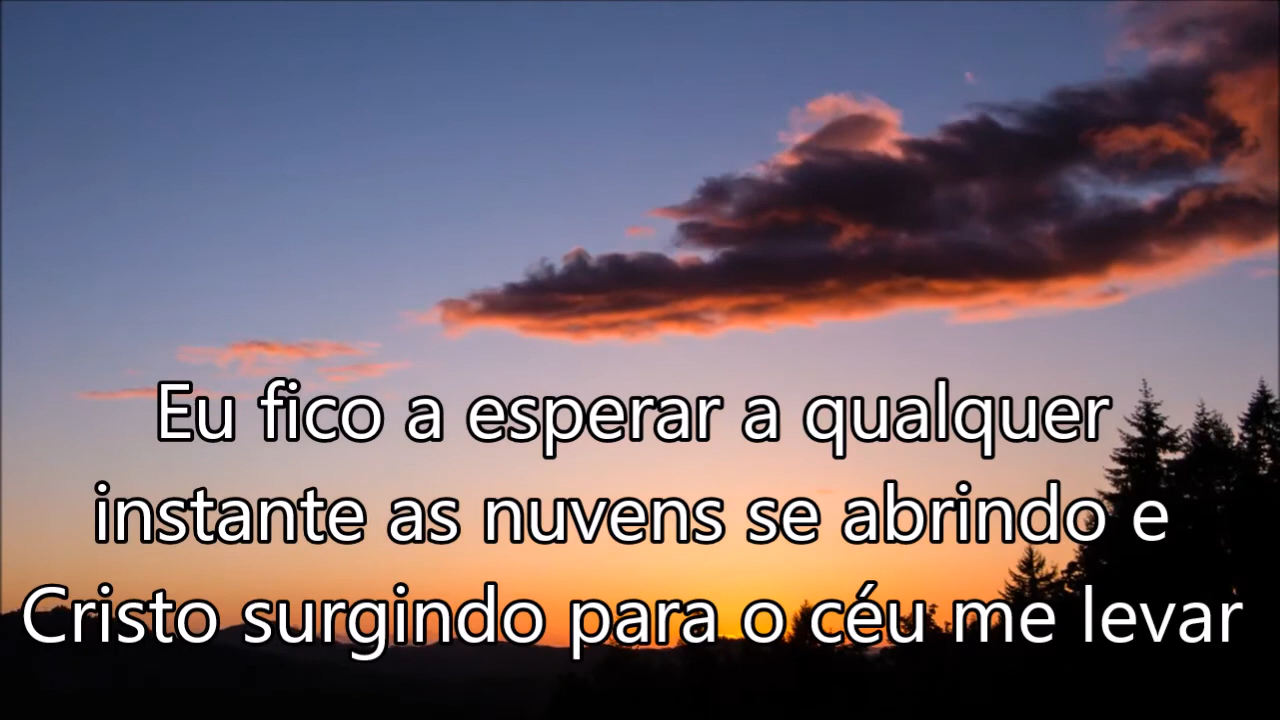 Eu fico a esperar a qualquer
instante as nuvens se abrindo e
Cristo surgindo para o céu me levar